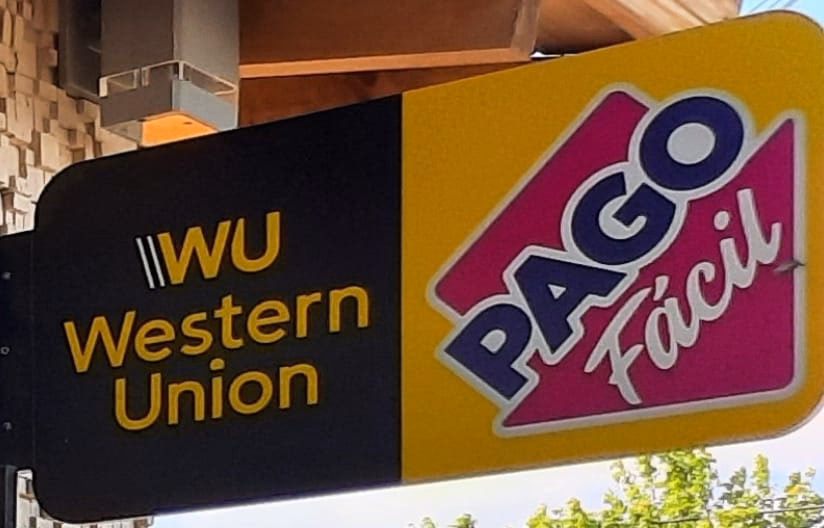 WU
Western
Union
PAGO
Fácil